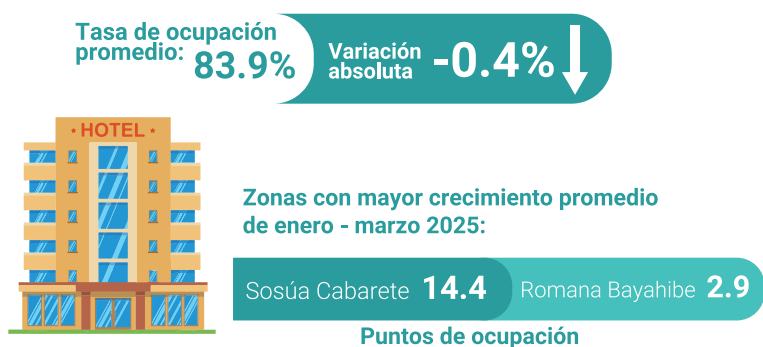 Tasa de ocupación
promedio: 83.9%
Variación
absoluta -0.4%
• HOTEL •
Zonas con mayor crecimiento promedio
de enero - marzo 2025:
Sosúa Cabarete 14.4 Romana Bayahibe 2.9
Puntos de ocupación